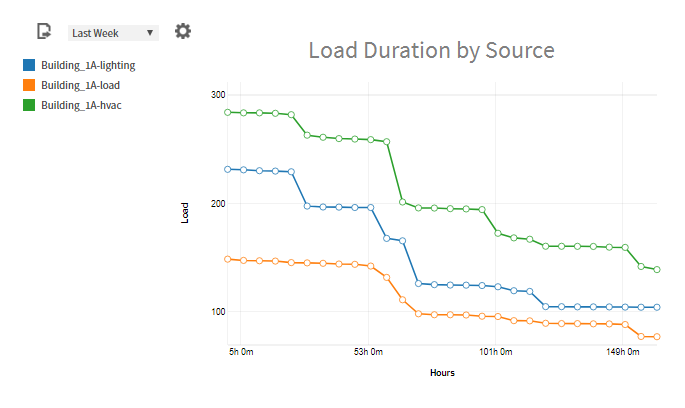 Last Week
Load Duration by Source
Building_1A-lighting
Building_1A-load
Building_1A-hvac
300
200
100
Load
5h 0m 53h 0m 101h 0m 149h 0m
Hours